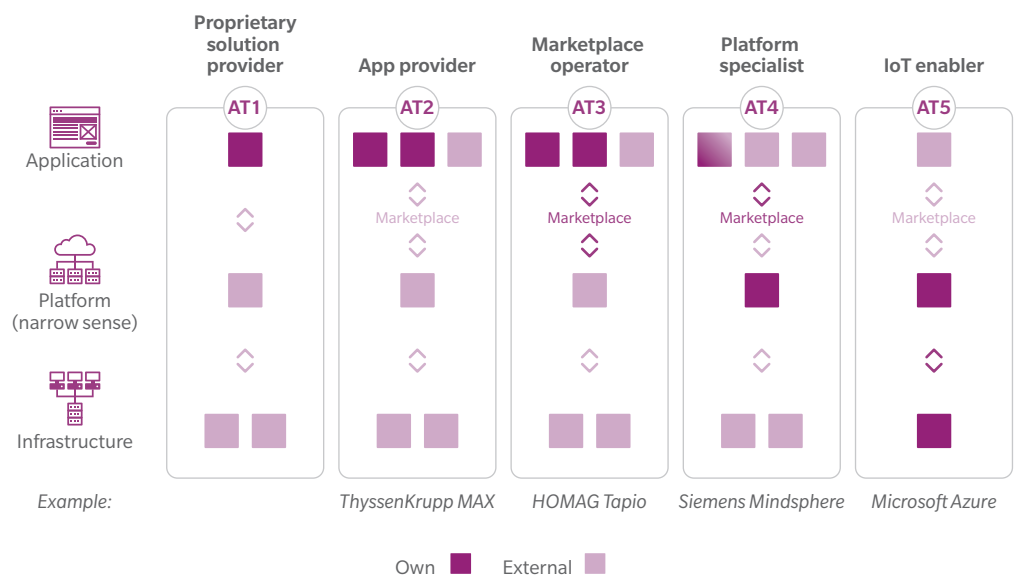 Proprietary
solution
provider
App provider
Marketplace
operator
Platform
specialist
IoT enabler
AT1
AT2
AT3
AT4
AT5
Application
Marketplace
Marketplace
Marketplace
Marketplace
Platform
(narrow sense)
Infrastructure
Example:
ThyssenKrupp MAX
HOMAG Tapio
Siemens Mindsphere
Microsoft Azure
Own
External